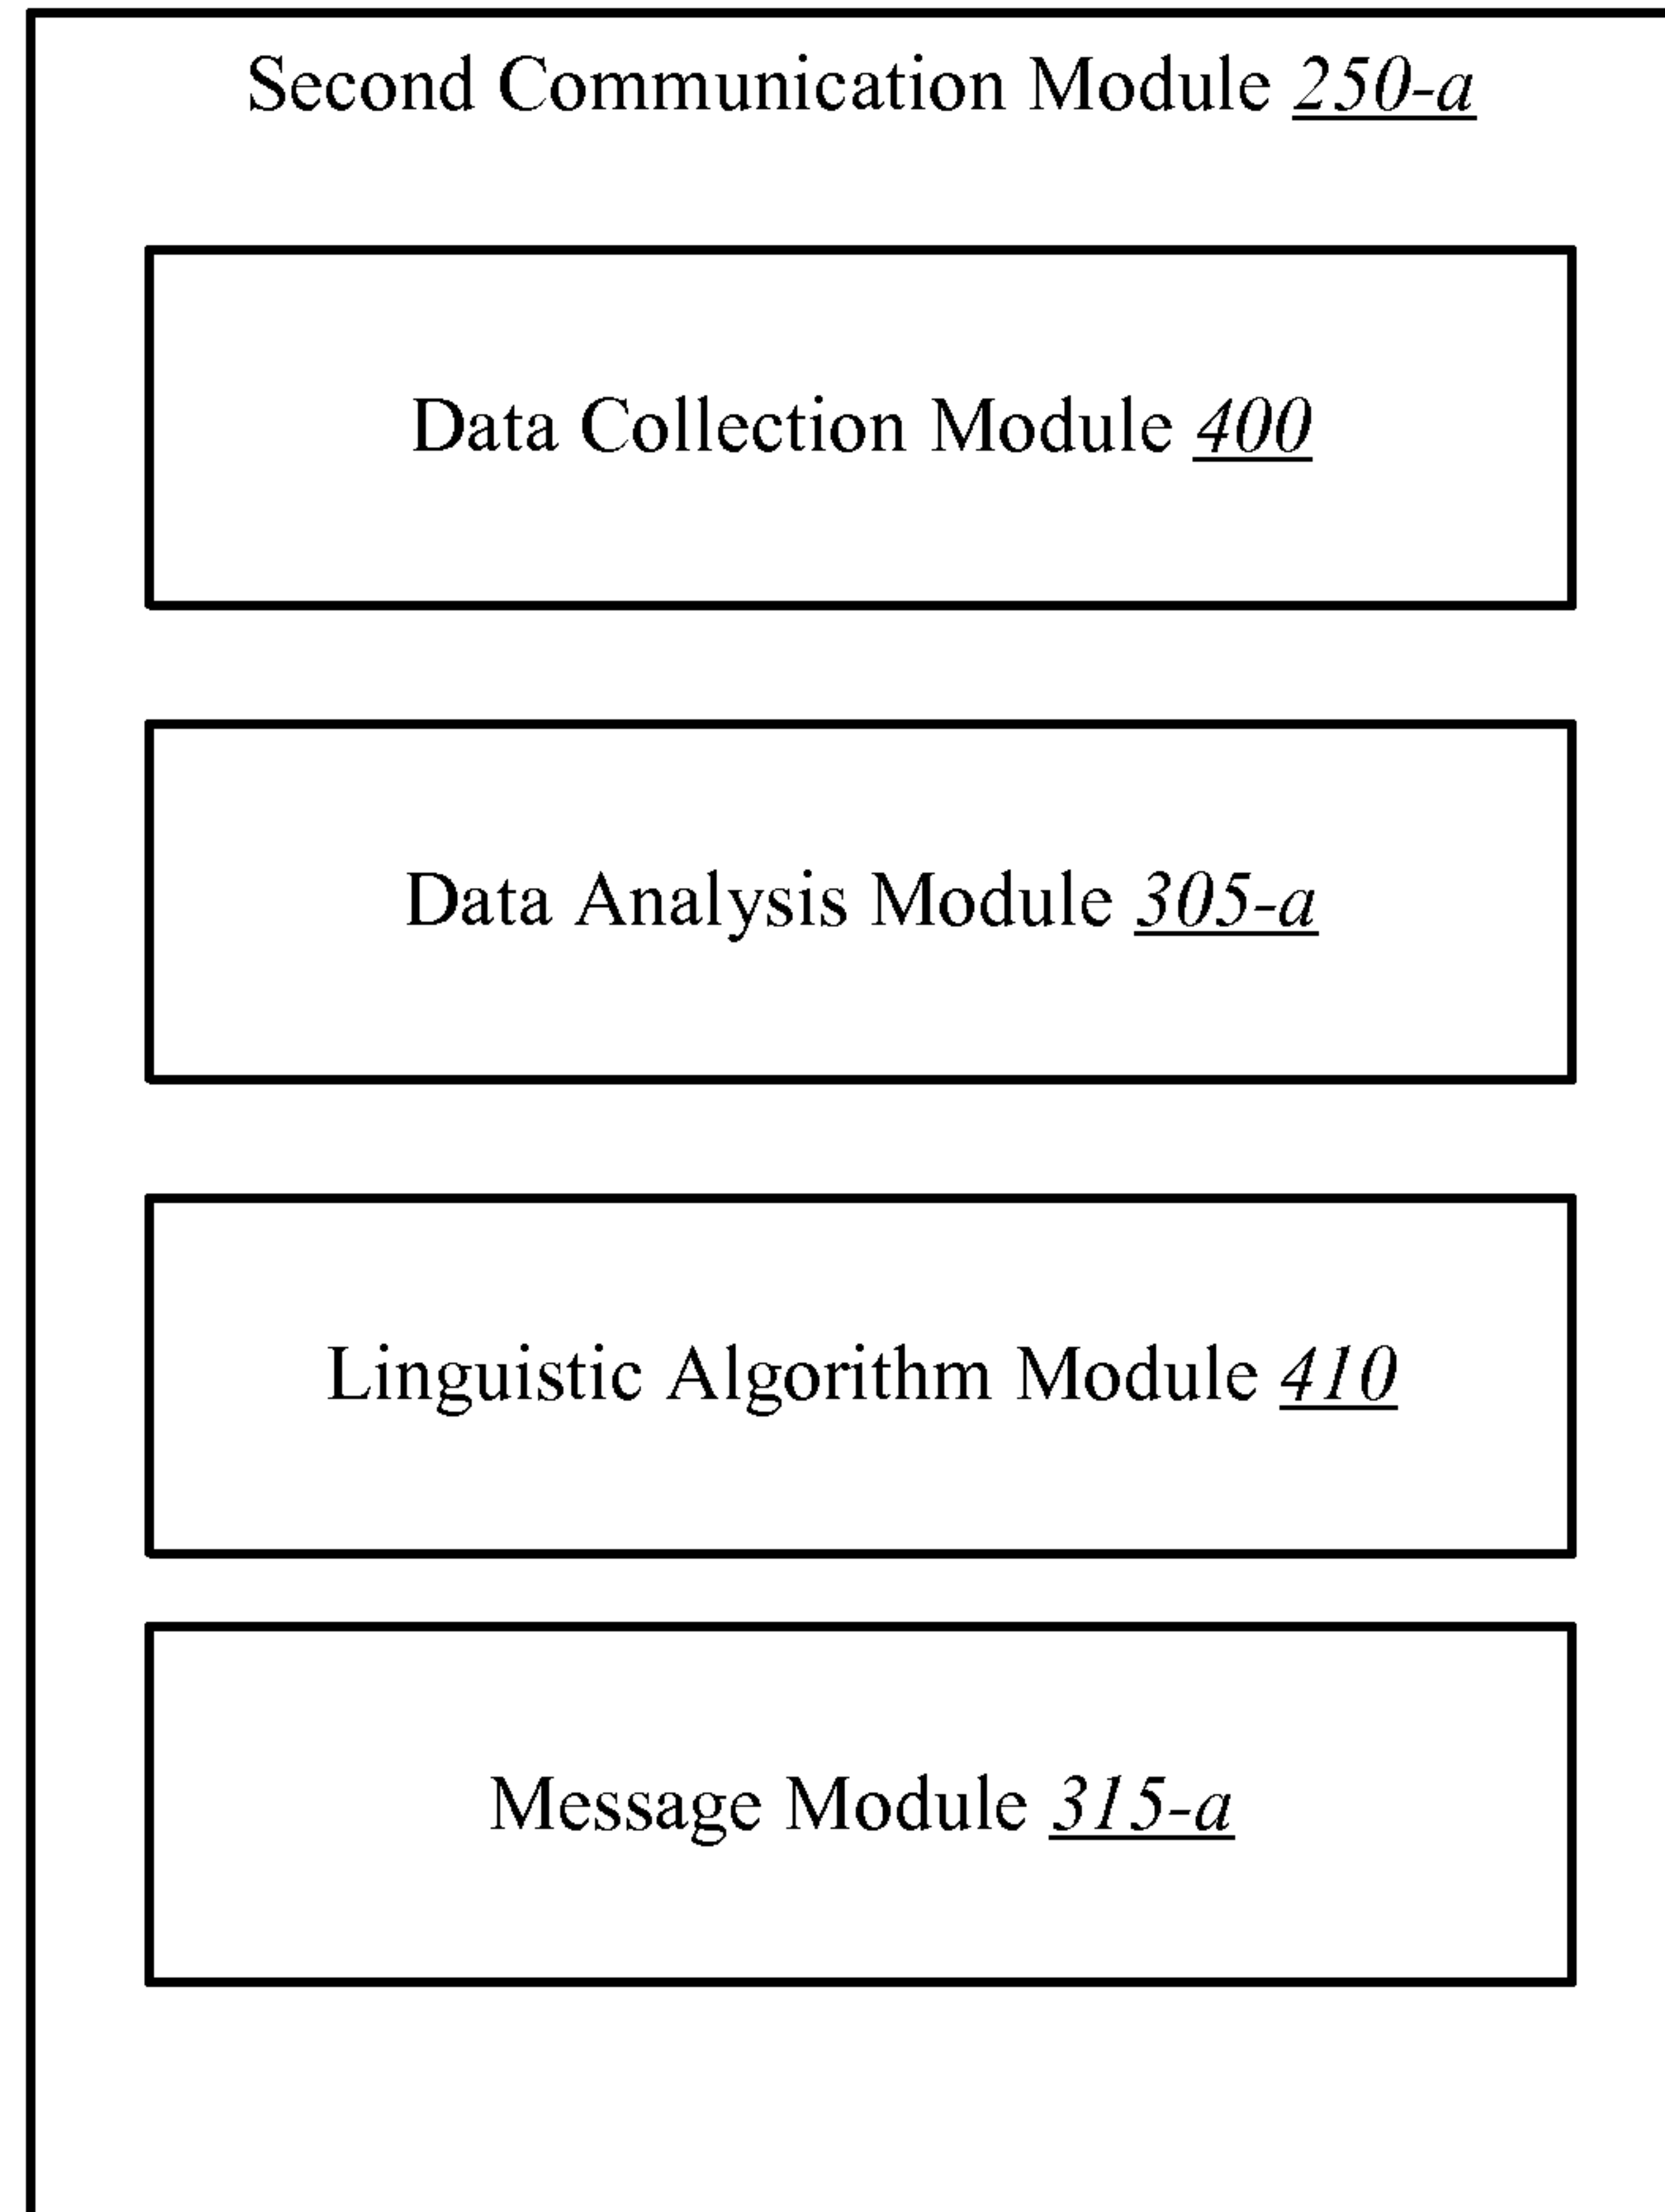 Second Communication Module 250-a
Data Collection Module 400
Data Analysis Module 305-a
Linguistic Algorithm Module 410
Message Module 315-a